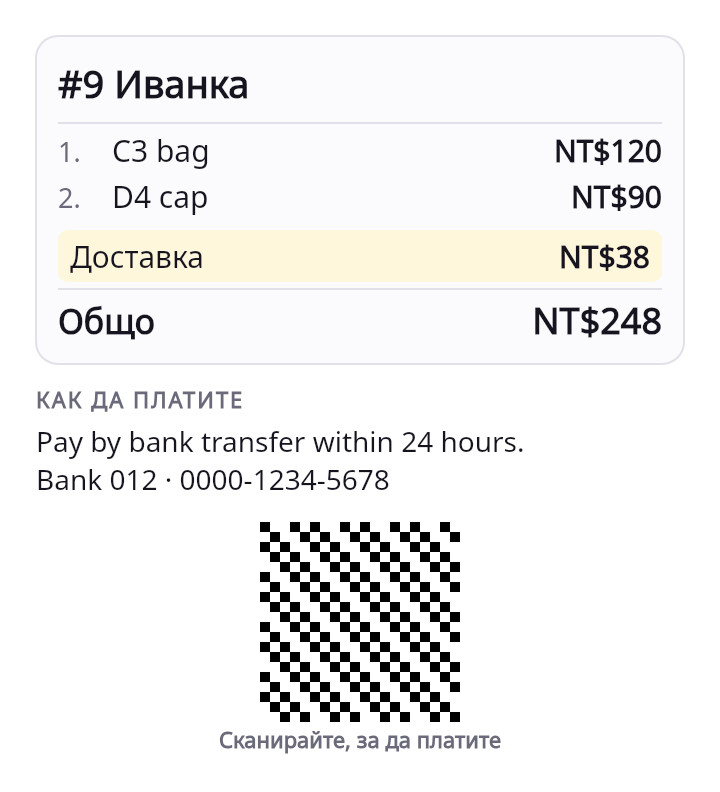 #9 Иванка
1. C3 bag NT$120
2. D4 cap NT$90
Доставка NT$38
Общо NT$248
КАК ДА ПЛАТИТЕ
Pay by bank transfer within 24 hours.
Bank 012 · 0000-1234-5678
Сканирайте, за да платите